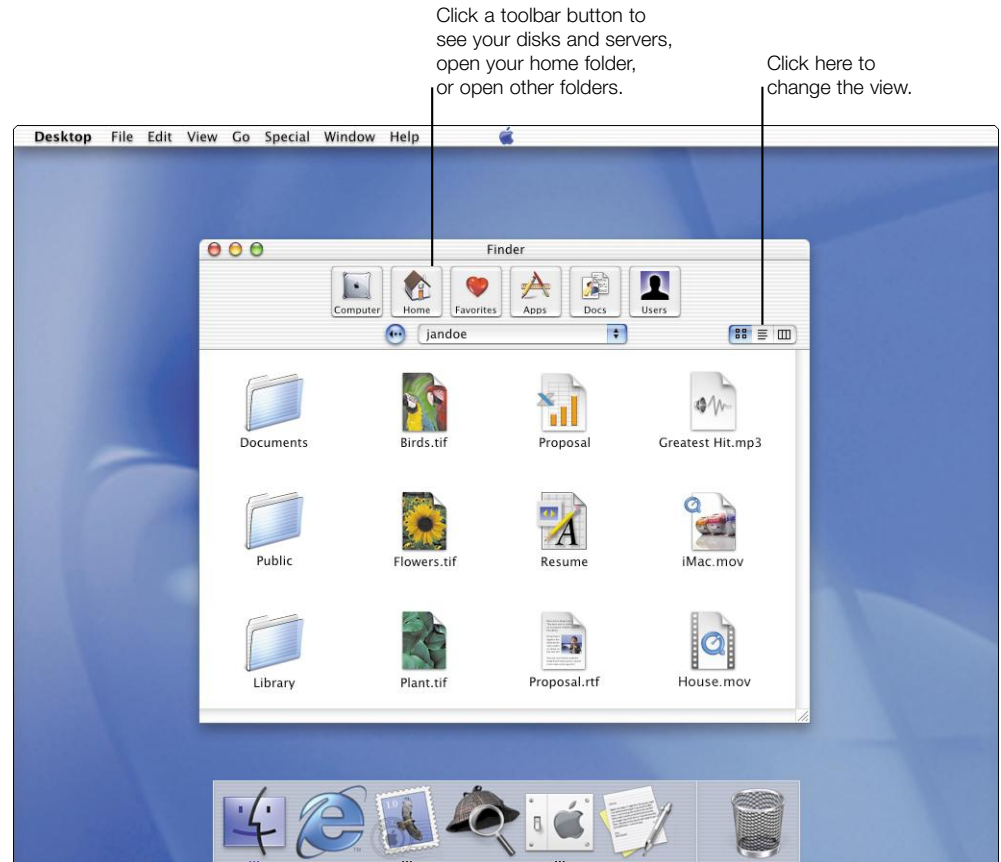 Click a toolbar button to
see your disks and servers,
open your home folder,
or open other folders.
Click here to
change the view.
Desktop File Edit View Go Special Window Help
Finder
Computer Home Favorites Apps Docs Users
jandoe
Documents Birds.tif Proposal Greatest Hit.mp3
Public Flowers.tif Resume iMac.mov
Library Plant.tif Proposal.rtf House.mov
1.0